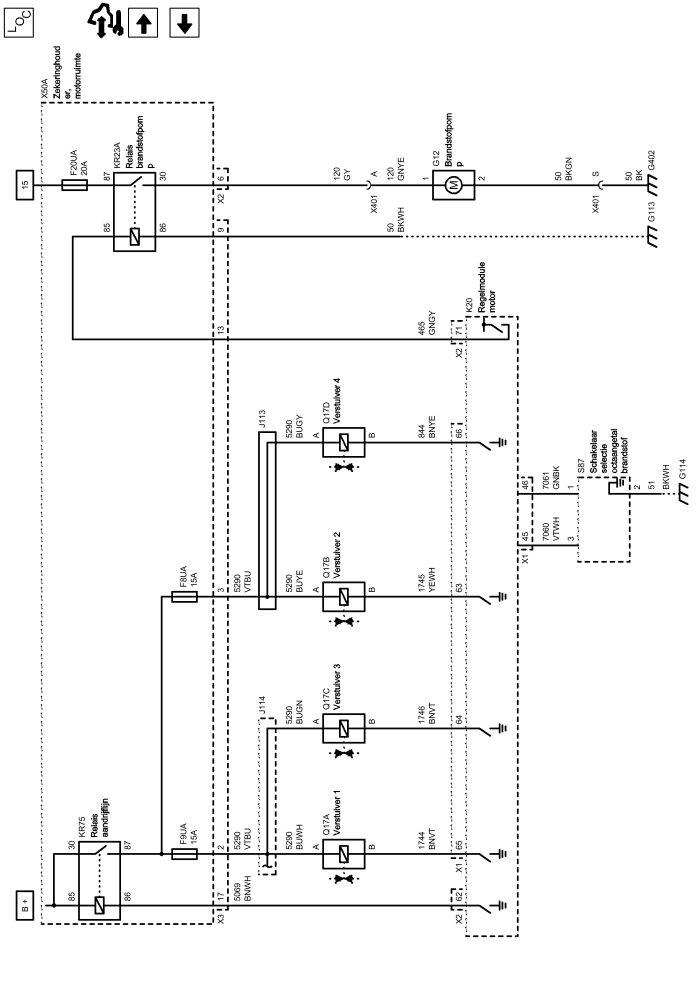 LOC
X50A
Zekeringhoud
er,
motorruimte
15
F20UA
20A
87
KR23A
Relais
brandstofpom
p
30
85
86
6
X2
9
13
120
GY
A
X401
120
GNYE
1
G12
Brandstofpom
p
M
2
50
BKGN
S
X401
50
BK
G402
50
BKWH
G113
465
GNGY
71
X2
K20
Regelmodule
motor
J113
5290
BUGY
A
Q17D
Verstuiver 4
B
844
BNYE
66
F8UA
15A
3
5290
VTBU
5290
BUYE
A
Q17B
Verstuiver 2
B
1745
YEWH
63
46
7061
GNBK
1
45
X1
7060
VTWH
3
S87
Schakelaar
selectie
octaangetal
brandstof
2
51
BKWH
G114
J114
5290
BUGN
A
Q17C
Verstuiver 3
B
1746
BNVT
64
B +
30
KR75
Relais
aandrijflijn
87
85
86
F9UA
15A
2
5290
VTBU
5290
BUWH
A
Q17A
Verstuiver 1
B
1744
BNVT
65
X1
17
X3
5069
BNWH
62
X2